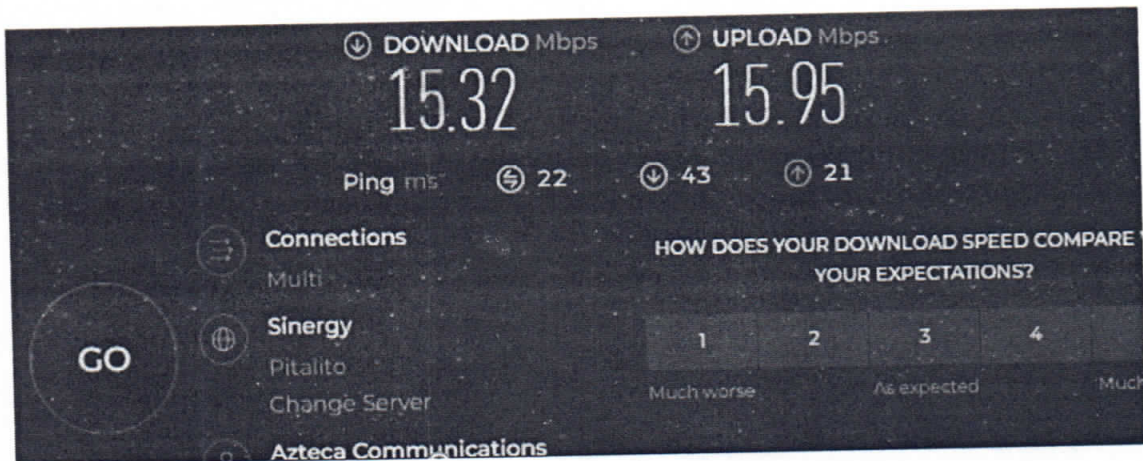 DOWNLOAD Mbps
UPLOAD Mbps
15.32
15.95
Ping ms
22
43
21
Connections
Multi
HOW DOES YOUR DOWNLOAD SPEED COMPARE
YOUR EXPECTATIONS?
GO
Sinergy
Pitalito
Change Server
1
2
3
4
Much worse
As expected
Much
Azteca Communications